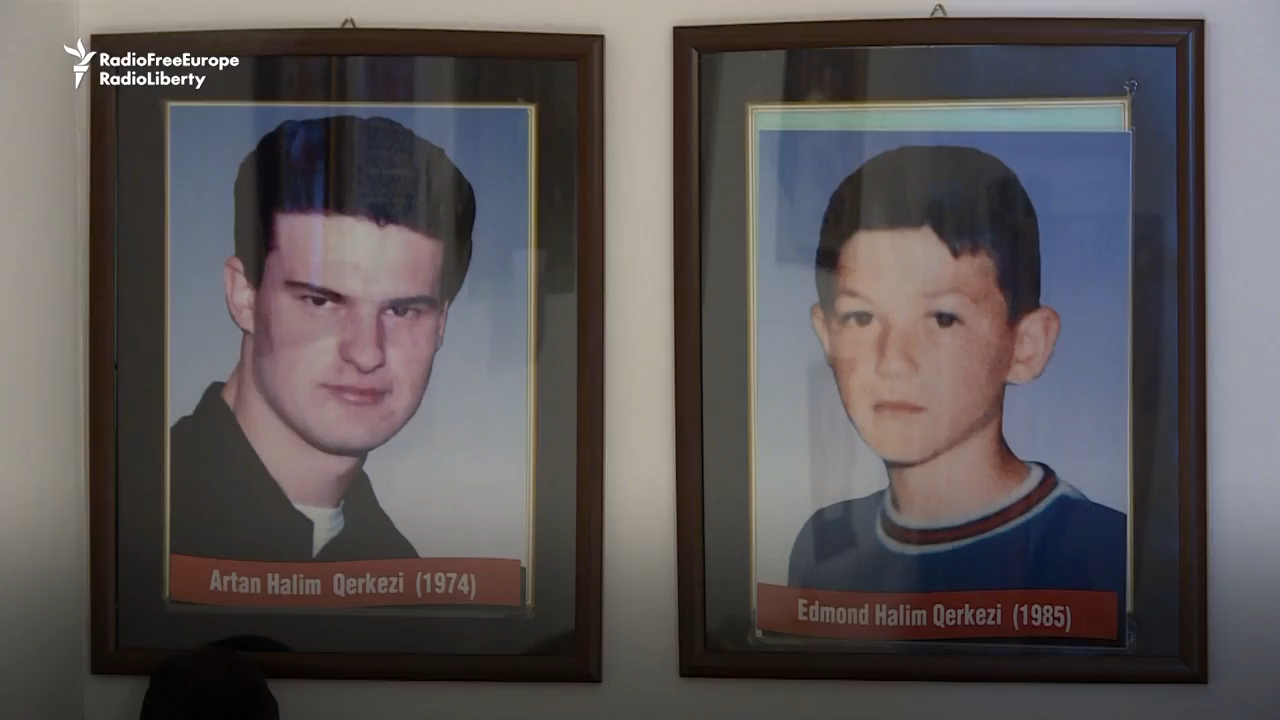 RadioFreeEurope
RadioLiberty
Artan Halim Qerkezi (1974)
Edmond Halim Qerkezi (1985)